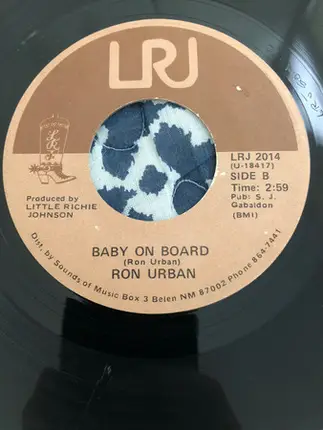 LRJ
LRJ 2014
(U-18417)
SIDE B
Time: 2:59
Pub: S. J.
Gabaldon
(BMI)
Produced by
LITTLE RICHIE
JOHNSON
BABY ON BOARD
(Ron Urban)
RON URBAN
Dist. by Sounds of Music Box 3 Belen NM 87002 Phone 864-7441